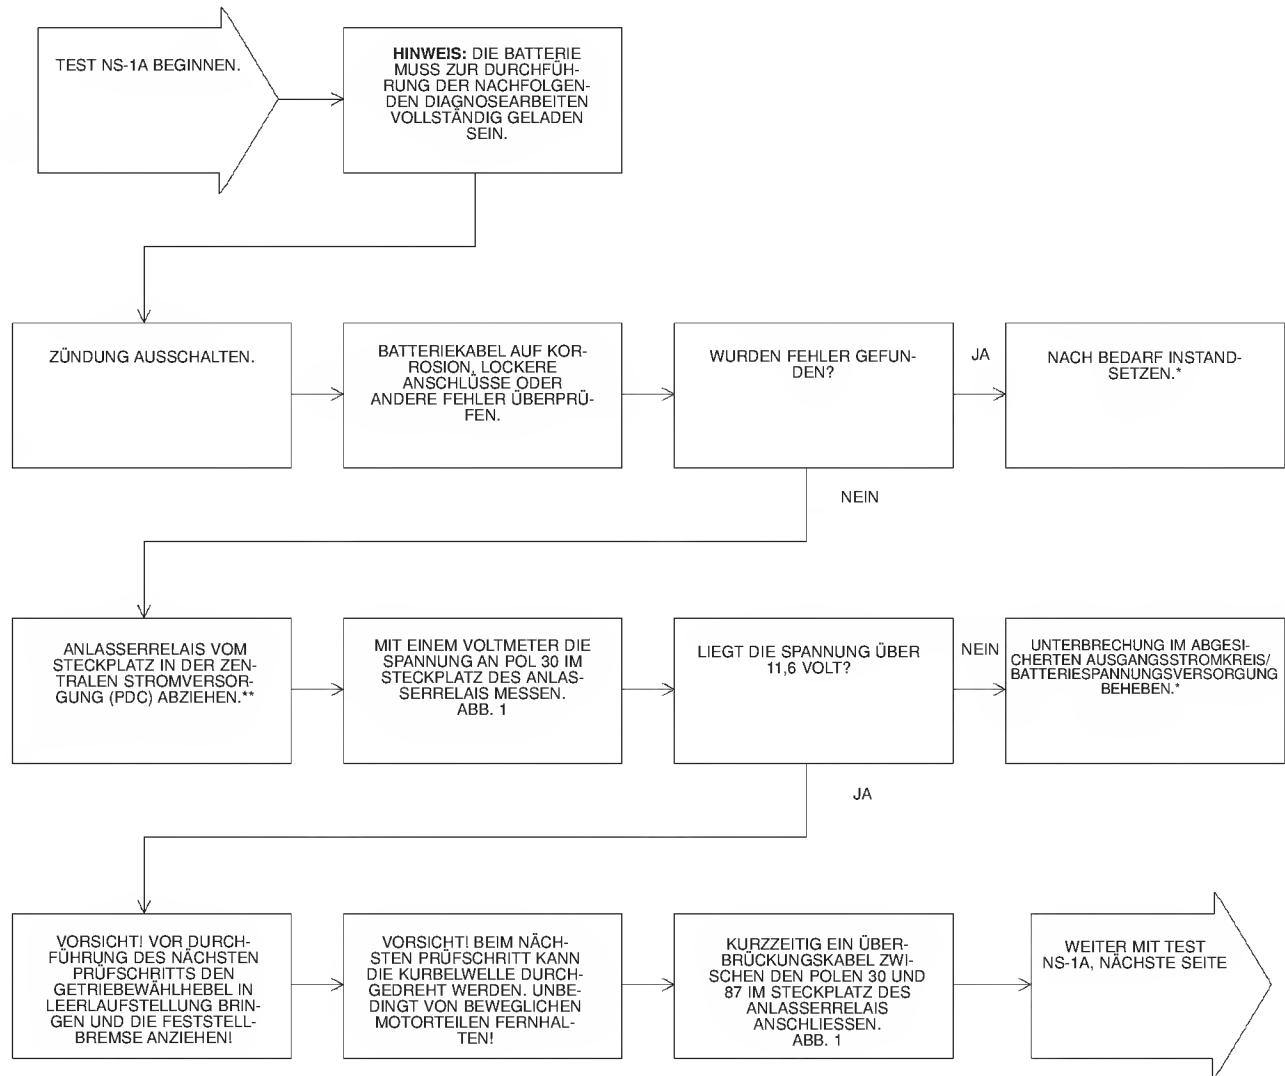 TEST NS-1A BEGINNEN.
HINWEIS: DIE BATTERIE
MUSS ZUR DURCHFÜH-
RUNG DER NACHFOLGEN-
DEN DIAGNOSEARBEITEN
VOLLSTÄNDIG GELADEN
SEIN.
ZÜNDUNG AUSSCHALTEN.
BATTERIEKABEL AUF KOR-
ROSION, LOCKERE
ANSCHLÜSSE ODER
ANDERE FEHLER ÜBERPRÜ-
FEN.
WURDEN FEHLER GEFUN-
DEN?
JA
NACH BEDARF INSTAND-
SETZEN.*
NEIN
ANLASSERRELAIS VOM
STECKPLATZ IN DER ZEN-
TRALEN STROMVERSOR-
GUNG (PDC) ABZIEHEN.**
MIT EINEM VOLTMETER DIE
SPANNUNG AN POL 30 IM
STECKPLATZ DES ANLAS-
SERRELAIS MESSEN.
ABB. 1
LIEGT DIE SPANNUNG ÜBER
11,6 VOLT?
NEIN
UNTERBRECHUNG IM ABGESI-
CHERTEN AUSGANGSSTROMKREIS/
BATTERIESPANNUNGSVERSORGUNG
BEHEBEN.*
JA
VORSICHT! VOR DURCH-
FÜHRUNG DES NÄCHSTEN
PRÜFSCHRITTS DEN
GETRIEBEWÄHLHEBEL IN
LEERLAUFSTELLUNG BRIN-
GEN UND DIE FESTSTELL-
BREMSE ANZIEHEN!
VORSICHT! BEIM NÄCH-
STEN PRÜFSCHRITT KANN
DIE KURBELWELLE DURCH-
GEDREHT WERDEN. UNBE-
DINGT VON BEWEGLICHEN
MOTORTEILEN FERNHAL-
TEN!
KURZZEITIG EIN ÜBER-
BRÜCKUNGSKABEL ZWI-
SCHEN DEN POLEN 30 UND
87 IM STECKPLATZ DES
ANLASSERRELAIS
ANSCHLIESSEN.
ABB. 1
WEITER MIT TEST
NS-1A, NÄCHSTE SEITE